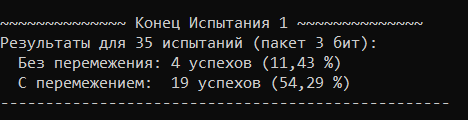 ~~~~~~~~~~~~~~ Конец Испытания 1 ~~~~~~~~~~~~~~
Результаты для 35 испытаний (пакет 3 бит):
  Без перемежения: 4 успехов (11,43 %)
  С перемежением:  19 успехов (54,29 %)
--------------------------------------------------